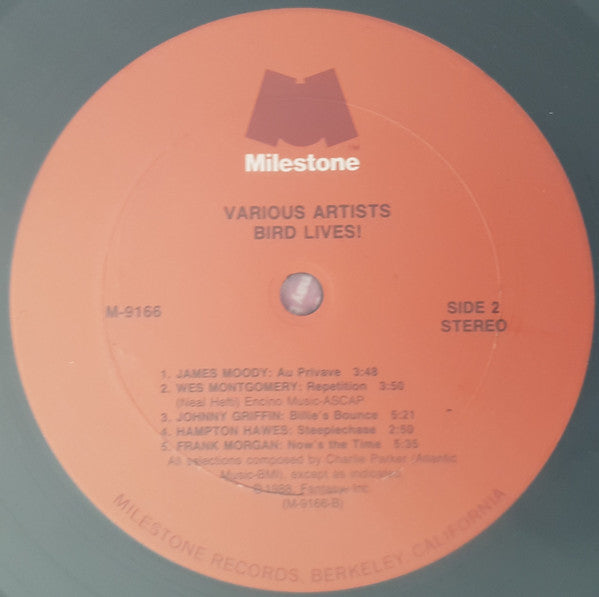 TM
Milestone
VARIOUS ARTISTS
BIRD LIVES!
M-9166
SIDE 2
STEREO
1. JAMES MOODY: Au Privave 3:48
2. WES MONTGOMERY: Repetition 3:50
(Neal Hefti) Encino Music-ASCAP
3. JOHNNY GRIFFIN: Billie's Bounce 5:21
4. HAMPTON HAWES: Steeplechase 2:59
5. FRANK MORGAN: Now's the Time 5:35
All selections composed by Charlie Parker (Atlantic
Music-BMI), except as indicated.
℗ 1988, Fantasy, Inc.
(M-9166-B)
MILESTONE RECORDS, BERKELEY, CALIFORNIA